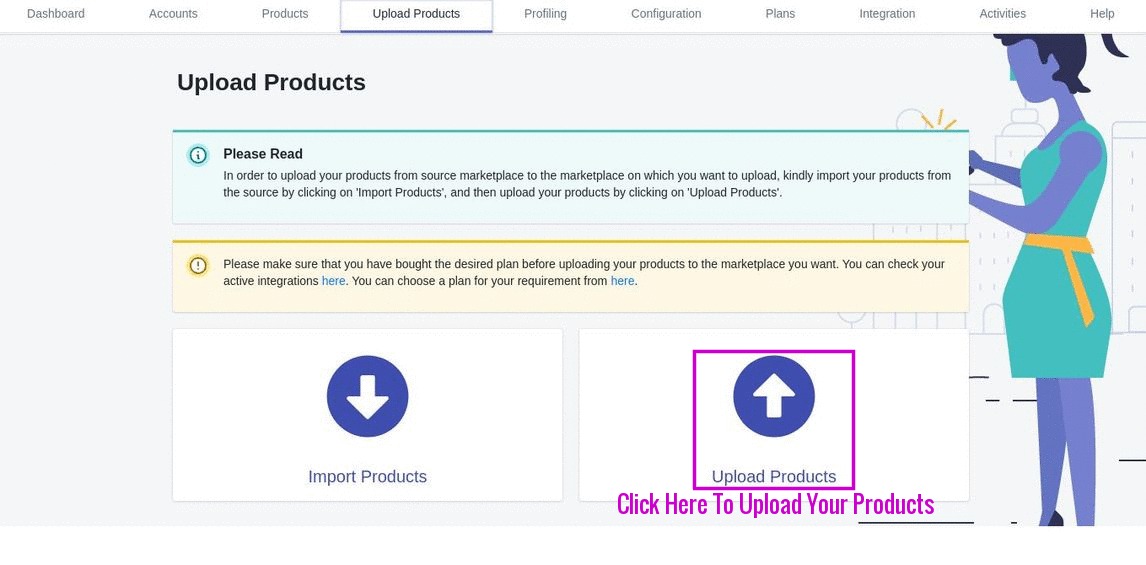 Dashboard Accounts Products Upload Products Profiling Configuration Plans Integration Activities Help
Upload Products
Please Read
In order to upload your products from source marketplace to the marketplace on which you want to upload, kindly import your products from
the source by clicking on 'Import Products', and then upload your products by clicking on 'Upload Products'.
Please make sure that you have bought the desired plan before uploading your products to the marketplace you want. You can check your
active integrations here. You can choose a plan for your requirement from here.
Import Products
Upload Products
Click Here To Upload Your Products